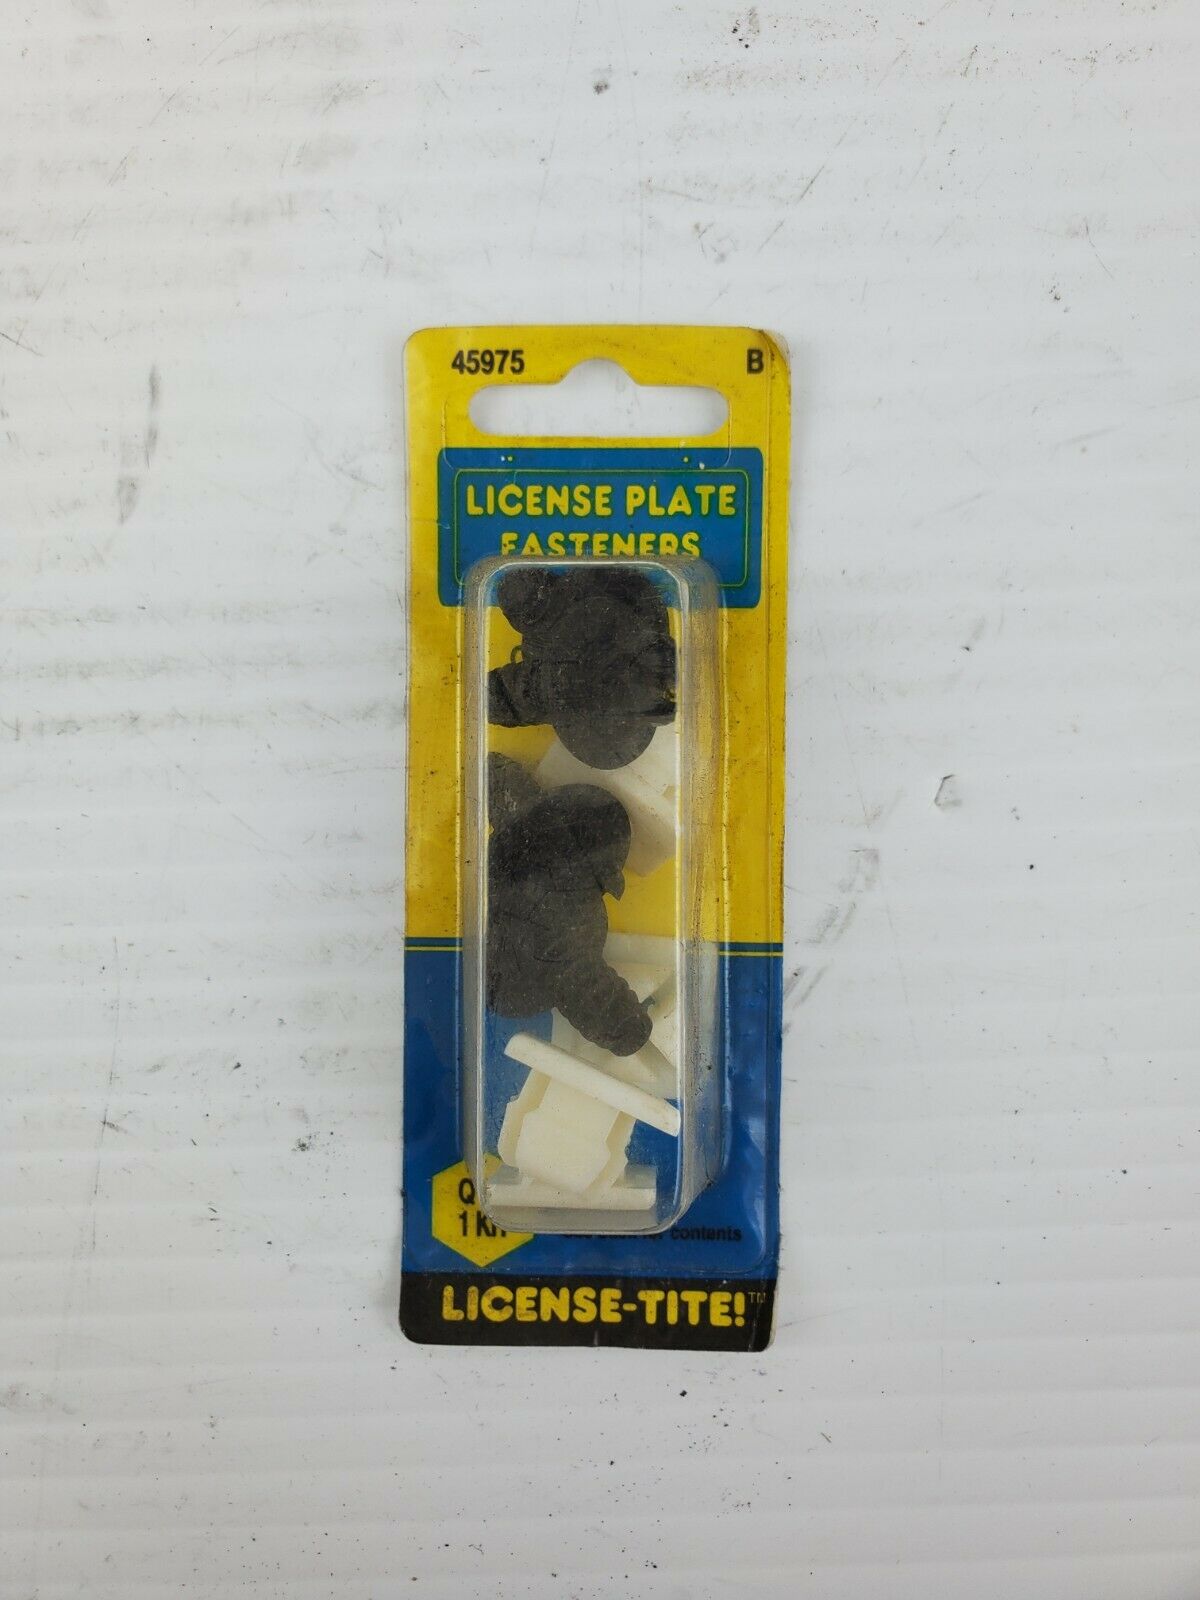 45975 B
LICENSE PLATE
FASTENERS
1 Kit
contents
LICENSE-TITE!™